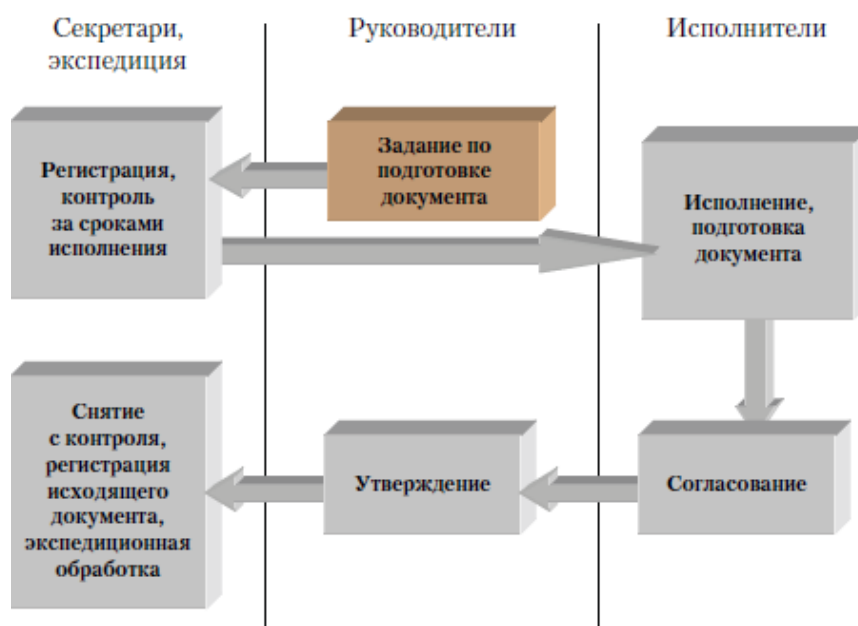 Секретари,
экспедиция
Руководители
Исполнители
Регистрация,
контроль
за сроками
исполнения
Задание по
подготовке
документа
Исполнение,
подготовка
документа
Снятие
с контроля,
регистрация
исходящего
документа,
экспедиционная
обработка
Утверждение
Согласование